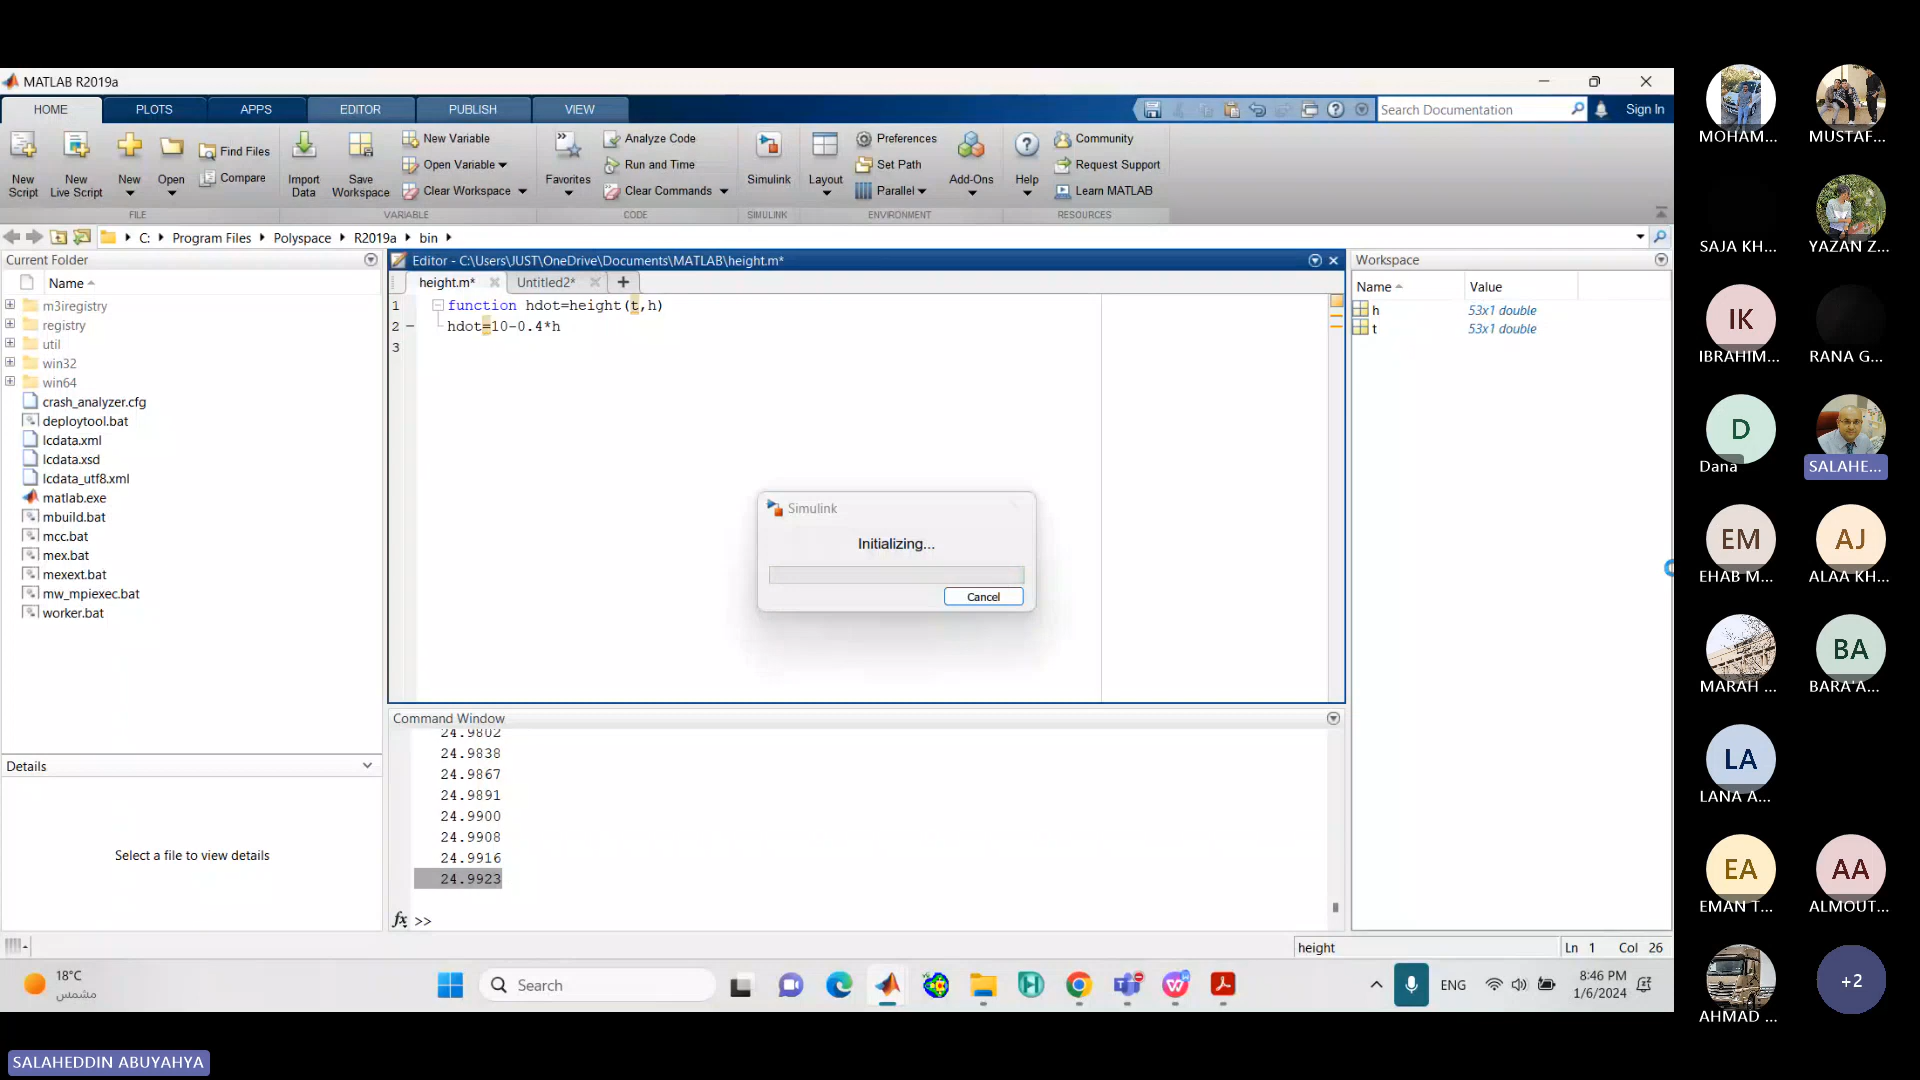 MATLAB R2019a
HOME
PLOTS
APPS
EDITOR
PUBLISH
VIEW
Search Documentation
Sign In
New Script
New Live Script
New
Open
Find Files
Compare
Import Data
Save Workspace
New Variable
Open Variable
Clear Workspace
Favorites
Analyze Code
Run and Time
Clear Commands
Simulink
Layout
Preferences
Set Path
Parallel
Add-Ons
Help
Community
Request Support
Learn MATLAB
FILE
VARIABLE
CODE
SIMULINK
ENVIRONMENT
RESOURCES
C:
Program Files
Polyspace
R2019a
bin
Current Folder
Name
m3iregistry
registry
util
win32
win64
crash_analyzer.cfg
deploytool.bat
lcdata.xml
lcdata.xsd
lcdata_utf8.xml
matlab.exe
mbuild.bat
mcc.bat
mex.bat
mexext.bat
mw_mpiexec.bat
worker.bat
Details
Select a file to view details
Editor - C:\Users\JUST\OneDrive\Documents\MATLAB\height.m*
height.m*
Untitled2*
1 function hdot=height(t,h)
2 hdot=10-0.4*h
3
Simulink
Initializing...
Cancel
Command Window
24.9802
24.9838
24.9867
24.9891
24.9900
24.9908
24.9916
24.9923
fx >>
Workspace
Name
Value
h 53x1 double
t 53x1 double
height
Ln 1
Col 26
18°C
مشمس
Search
ENG
8:46 PM
1/6/2024
MOHAM...
MUSTAF...
SAJA KH...
YAZAN Z...
IK
IBRAHIM...
RANA G...
D
Dana
SALAHE...
EM
EHAB M...
AJ
ALAA KH...
MARAH ...
BA
BARA'A...
LA
LANA A...
EA
EMAN T...
AA
ALMOUT...
AHMAD ...
+2
SALAHEDDIN ABUYAHYA